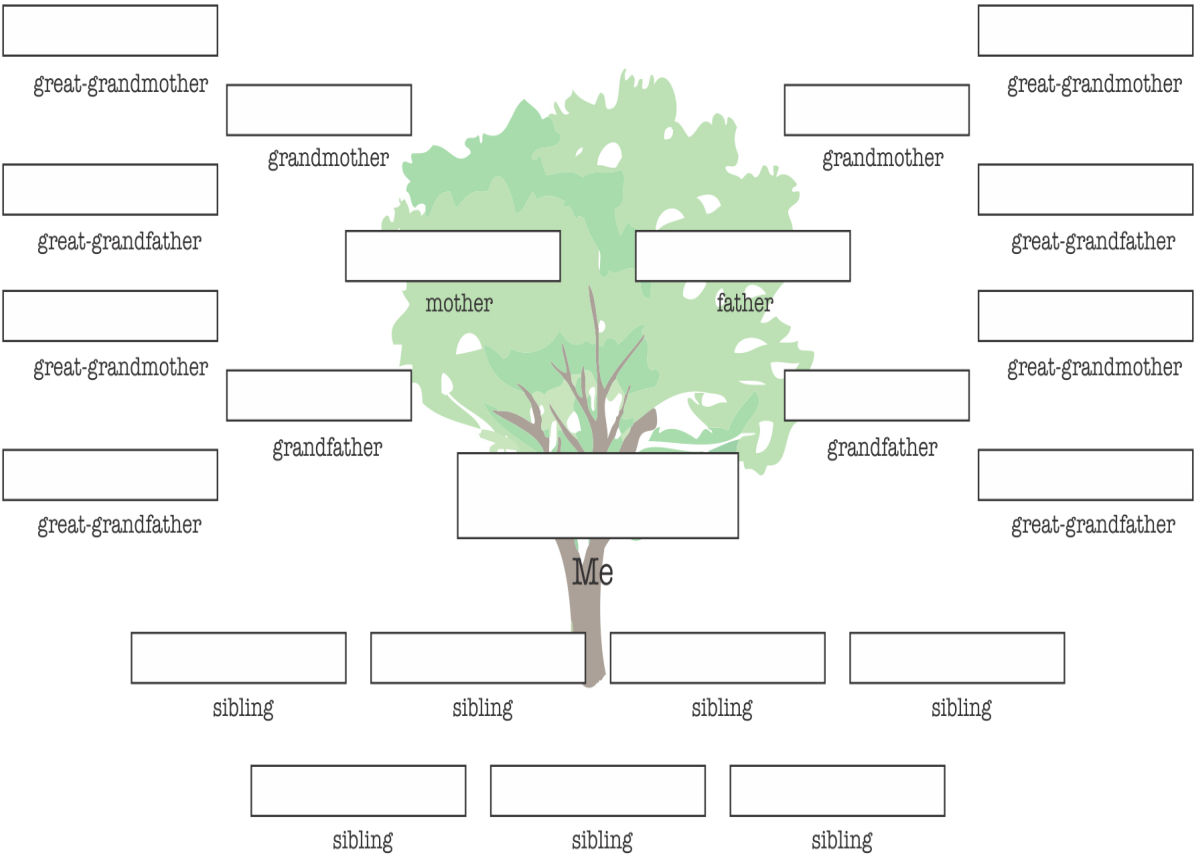 great-grandmother
great-grandmother
grandmother
grandmother
great-grandfather
great-grandfather
mother
father
great-grandmother
great-grandmother
grandfather
grandfather
great-grandfather
great-grandfather
Me
sibling
sibling
sibling
sibling
sibling
sibling
sibling